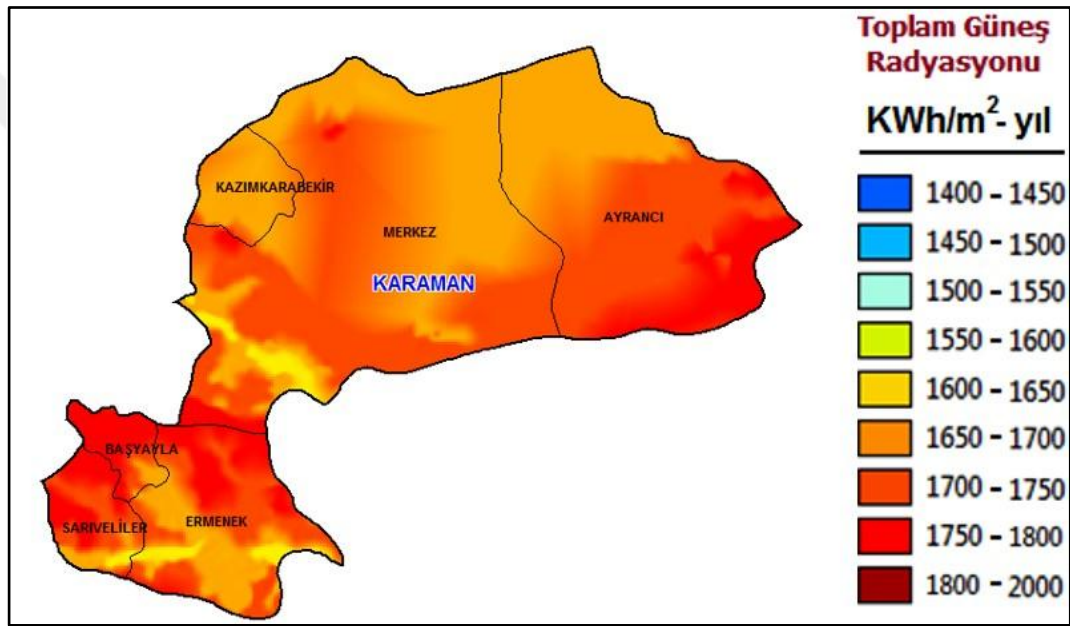 Toplam Güneş
Radyasyonu
KWh/m²- yıl
1400 - 1450
1450 - 1500
1500 - 1550
1550 - 1600
1600 - 1650
1650 - 1700
1700 - 1750
1750 - 1800
1800 - 2000
KAZIMKARABEKİR
MERKEZ
AYRANCI
KARAMAN
BAŞYAYLA
SARIVELİLER
ERMENEK